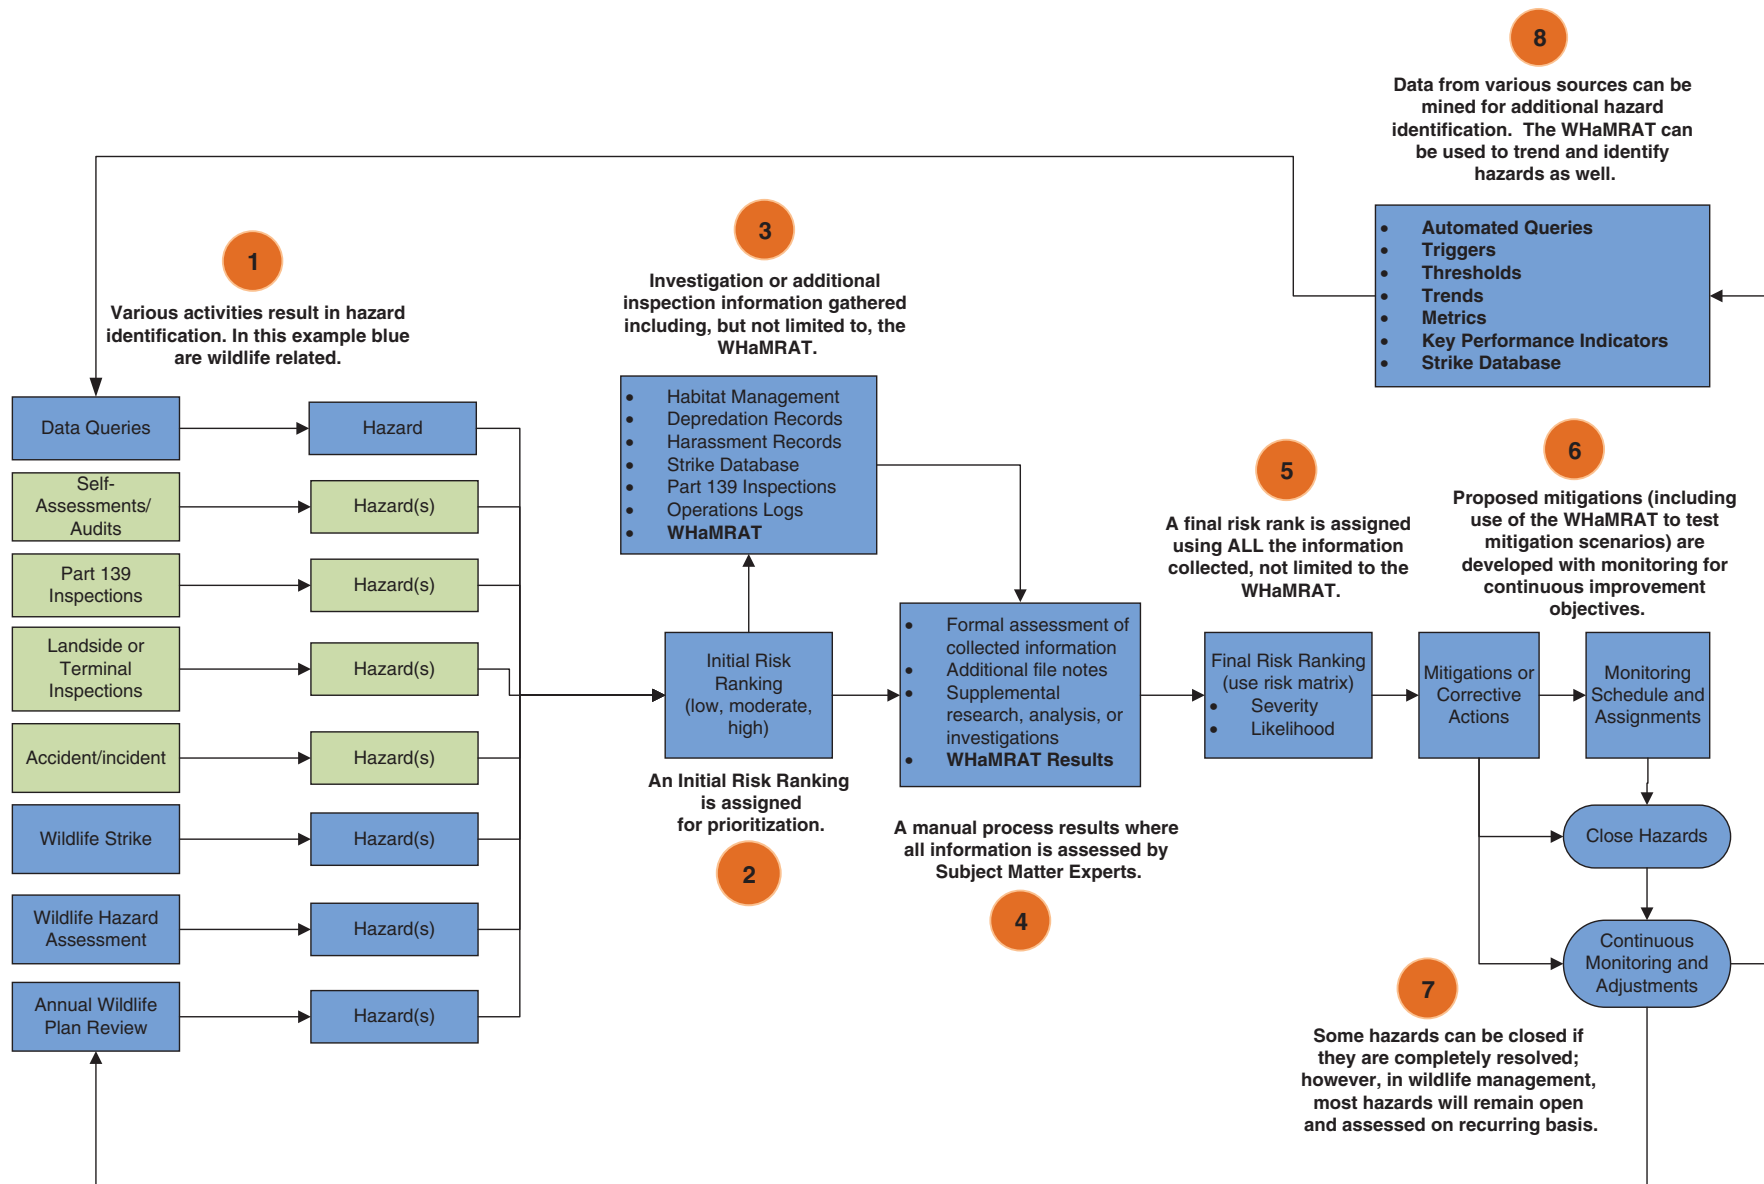 8
Data from various sources can be
mined for additional hazard
identification.  The WHaMRAT can
be used to trend and identify
hazards as well.
• Automated Queries
• Triggers
• Thresholds
• Trends
• Metrics
• Key Performance Indicators
• Strike Database
1
Various activities result in hazard
identification. In this example blue
are wildlife related.
3
Investigation or additional
inspection information gathered
including, but not limited to, the
WHaMRAT.
• Habitat Management
• Depredation Records
• Harassment Records
• Strike Database
• Part 139 Inspections
• Operations Logs
• WHaMRAT
Data Queries
Hazard
Self-
Assessments/
Audits
Hazard(s)
Part 139
Inspections
Hazard(s)
Landside or
Terminal
Inspections
Hazard(s)
Accident/incident
Hazard(s)
Wildlife Strike
Hazard(s)
Wildlife Hazard
Assessment
Hazard(s)
Annual Wildlife
Plan Review
Hazard(s)
Initial Risk
Ranking
(low, moderate,
high)
An Initial Risk Ranking
is assigned
for prioritization.
2
• Formal assessment of
collected information
• Additional file notes
• Supplemental
research, analysis, or
investigations
• WHaMRAT Results
A manual process results where
all information is assessed by
Subject Matter Experts.
4
5
A final risk rank is assigned
using ALL the information
collected, not limited to the
WHaMRAT.
Final Risk Ranking
(use risk matrix)
• Severity
• Likelihood
6
Proposed mitigations (including
use of the WHaMRAT to test
mitigation scenarios) are
developed with monitoring for
continuous improvement
objectives.
Mitigations or
Corrective
Actions
Monitoring
Schedule and
Assignments
Close Hazards
Continuous
Monitoring and
Adjustments
7
Some hazards can be closed if
they are completely resolved;
however, in wildlife management,
most hazards will remain open
and assessed on recurring basis.